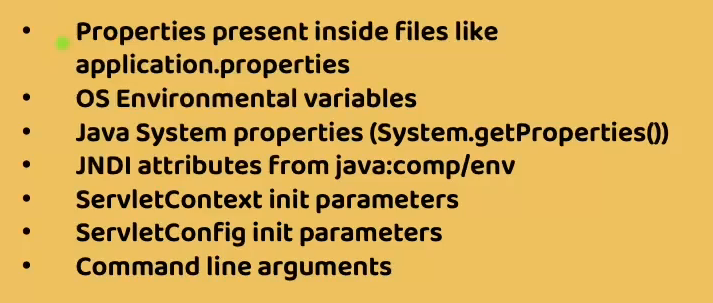 • Properties present inside files like
application.properties
• OS Environmental variables
• Java System properties (System.getProperties())
• JNDI attributes from java:comp/env
• ServletContext init parameters
• ServletConfig init parameters
• Command line arguments